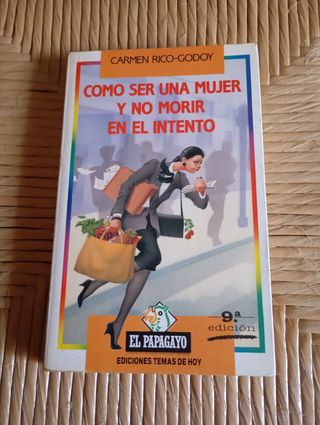 CARMEN RICO-GODOY
COMO SER UNA MUJER
Y NO MORIR
EN EL INTENTO
9.ª
edición
EL PAPAGAYO
EDICIONES TEMAS DE HOY